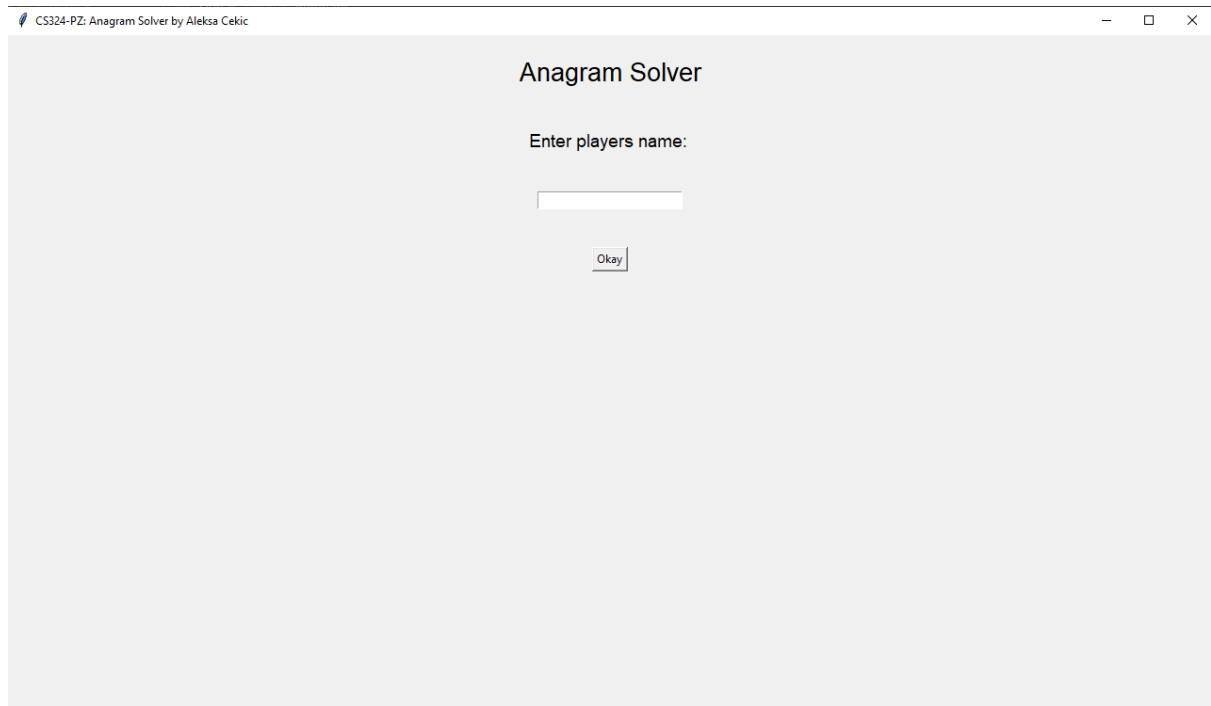 CS324-PZ: Anagram Solver by Aleksa Cekic
Anagram Solver
Enter players name:
Okay